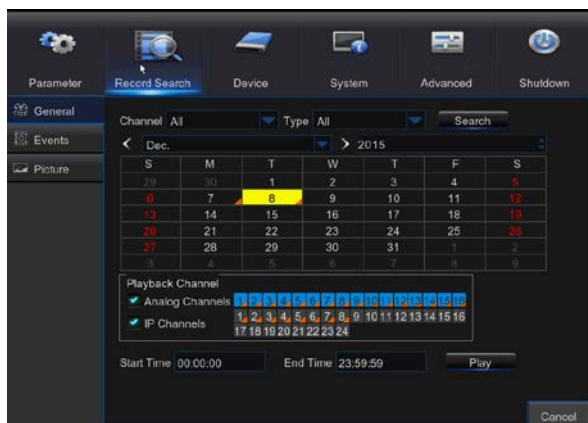 Parameter Record Search Device System Advanced Shutdown
General
Events
Picture
Channel All Type All Search
< Dec. > 2015
S M T W T F S
29 30 1 2 3 4 5
6 7 8 9 10 11 12
13 14 15 16 17 18 19
20 21 22 23 24 25 26
27 28 29 30 31 1 2
3 4 5 6 7 8 9
Playback Channel
Analog Channels 1 2 3 4 5 6 7 8 9 10 11 12 13 14 15 16
IP Channels 1 2 3 4 5 6 7 8 9 10 11 12 13 14 15 16
17 18 19 20 21 22 23 24
Start Time 00:00:00 End Time 23:59:59 Play
Cancel